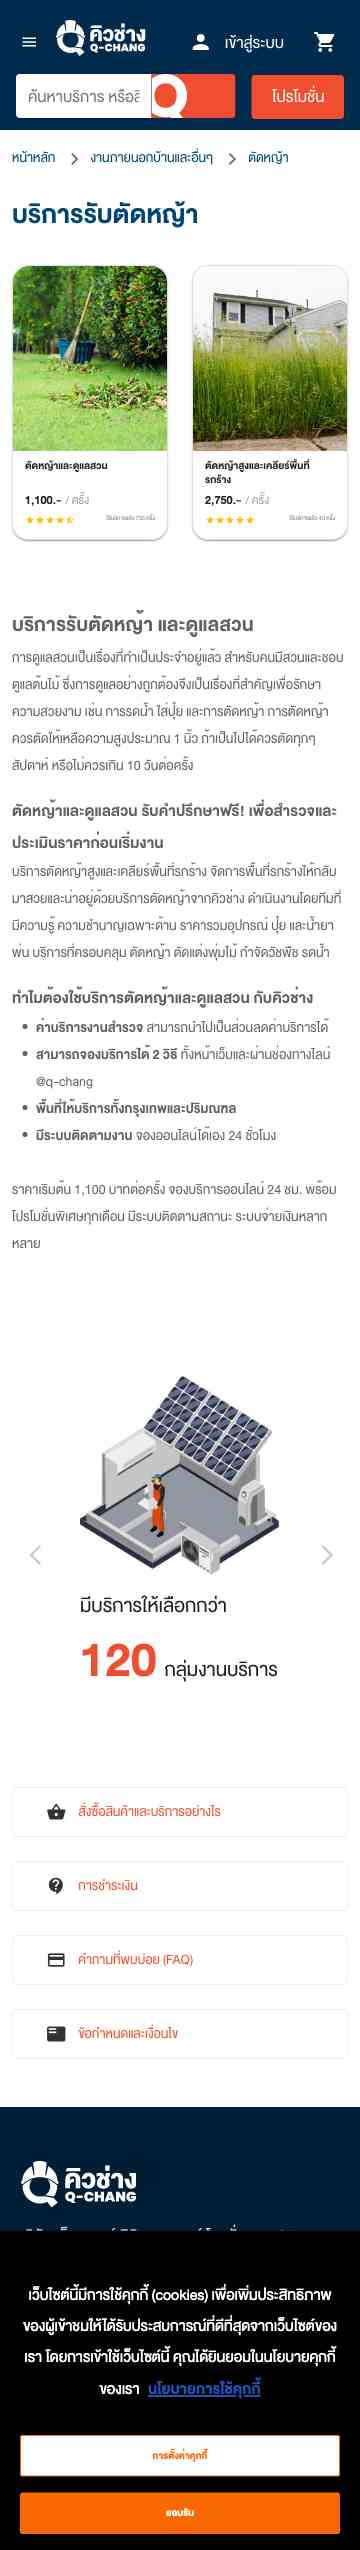 คิวช่าง
Q-CHANG
เข้าสู่ระบบ
ค้นหาบริการ หรือสิ
โปรโมชั่น
หน้าหลัก
งานภายนอกบ้านและอื่นๆ
ตัดหญ้า
บริการรับตัดหญ้า
ตัดหญ้าและดูแลสวน
1,100.- / ครั้ง
ตัดหญ้าสูงและเคลียร์พื้นที่
รกร้าง
2,750.- / ครั้ง
บริการรับตัดหญ้า และดูแลสวน
การดูแลสวนเป็นเรื่องที่ทำเป็นประจำอยู่แล้ว สำหรับคนมีสวนและชอบ
ดูแลต้นไม้ ซึ่งการดูแลอย่างถูกต้องจึงเป็นเรื่องที่สำคัญเพื่อรักษา
ความสวยงาม เช่น การรดน้ำ ใส่ปุ๋ย และการตัดหญ้า การตัดหญ้า
ควรตัดให้เหลือความสูงประมาณ 1 นิ้ว ถ้าเป็นไปได้ควรตัดทุกๆ
สัปดาห์ หรือไม่ควรเกิน 10 วันต่อครั้ง
ตัดหญ้าและดูแลสวน รับคำปรึกษาฟรี! เพื่อสำรวจและ
ประเมินราคาก่อนเริ่มงาน
บริการตัดหญ้าสูงและเคลียร์พื้นที่รกร้าง จัดการพื้นที่รกร้างให้กลับ
มาสวยและน่าอยู่ด้วยบริการตัดหญ้าจากคิวช่าง ดำเนินงานโดยทีมที่
มีความรู้ ความชำนาญเฉพาะด้าน ราคารวมอุปกรณ์ ปุ๋ย และน้ำยา
พ่น บริการที่ครอบคลุม ตัดหญ้า ตัดแต่งพุ่มไม้ กำจัดวัชพืช รดน้ำ
ทำไมต้องใช้บริการตัดหญ้าและดูแลสวน กับคิวช่าง
ค่าบริการงานสำรวจ สามารถนำไปเป็นส่วนลดค่าบริการได้
สามารถจองบริการได้ 2 วิธี ทั้งหน้าเว็บและผ่านช่องทางไลน์
@q-chang
พื้นที่ให้บริการทั้งกรุงเทพและปริมณฑล
มีระบบติดตามงาน จองออนไลน์ได้เอง 24 ชั่วโมง
ราคาเริ่มต้น 1,100 บาทต่อครั้ง จองบริการออนไลน์ 24 ชม. พร้อม
โปรโมชั่นพิเศษทุกเดือน มีระบบติดตามสถานะ ระบบจ่ายเงินหลาก
หลาย
มีบริการให้เลือกกว่า
120 กลุ่มงานบริการ
สั่งซื้อสินค้าและบริการอย่างไร
การชำระเงิน
คำถามที่พบบ่อย (FAQ)
ข้อกำหนดและเงื่อนไข
คิวช่าง
Q-CHANG
เว็บไซต์นี้มีการใช้คุกกี้ (cookies) เพื่อเพิ่มประสิทธิภาพ
ของผู้เข้าชมให้ได้รับประสบการณ์ที่ดีที่สุดจากเว็บไซต์ของ
เรา โดยการเข้าใช้เว็บไซต์นี้ คุณได้ยินยอมในนโยบายคุกกี้
ของเรา นโยบายการใช้คุกกี้
การตั้งค่าคุกกี้
ยอมรับ